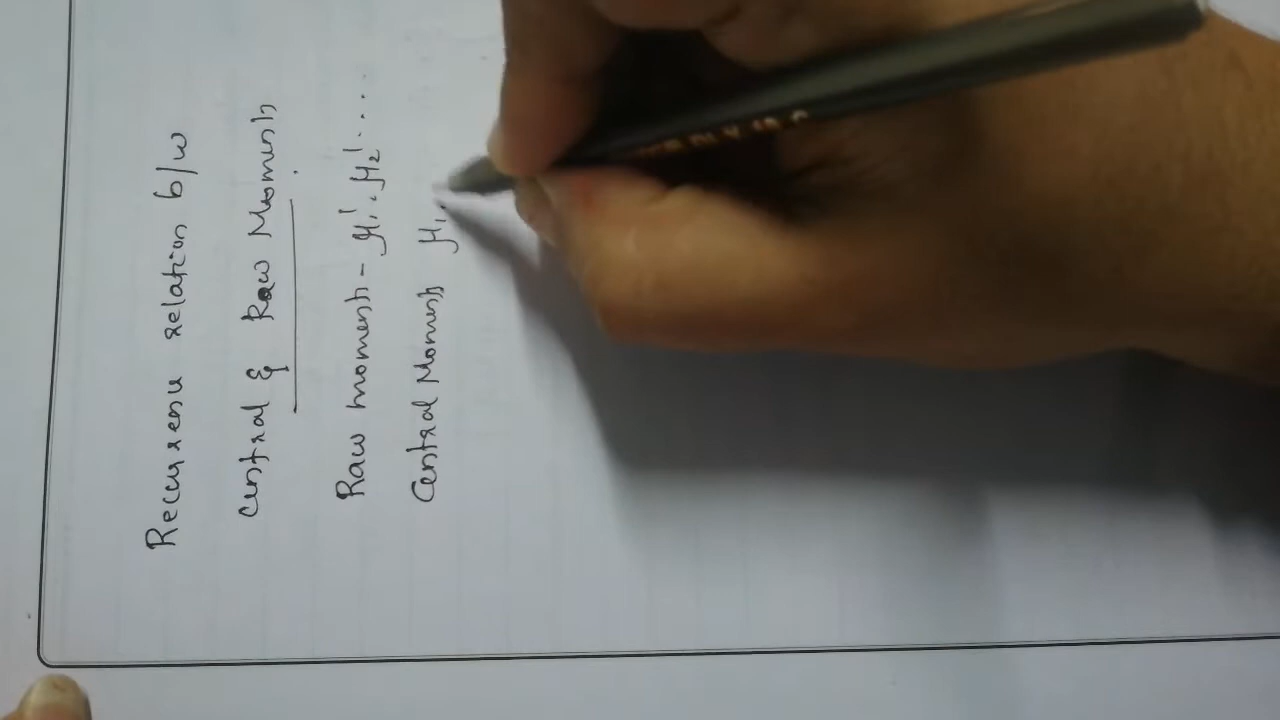 Recurrence relation b/w
central & Raw Moments.
Raw moments - μ₁', μ₂' ...
Central Moments μ₁,